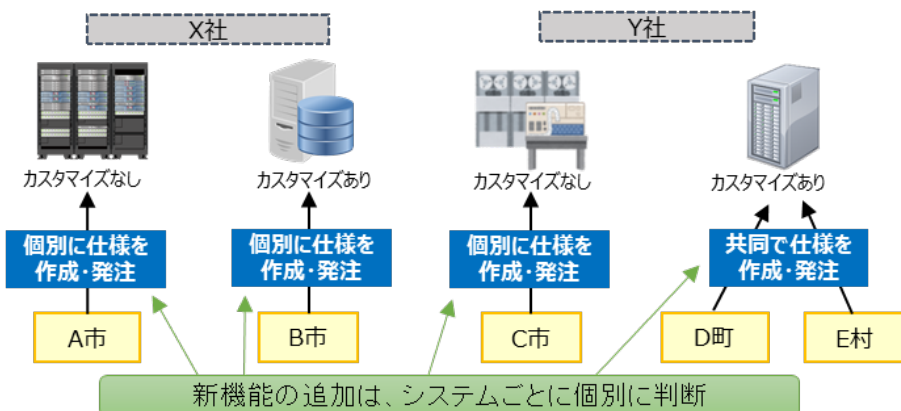 X社
Y社
カスタマイズなし
カスタマイズあり
カスタマイズなし
カスタマイズあり
個別に仕様を
作成・発注
個別に仕様を
作成・発注
個別に仕様を
作成・発注
共同で仕様を
作成・発注
A市
B市
C市
D町
E村
新機能の追加は、システムごとに個別に判断